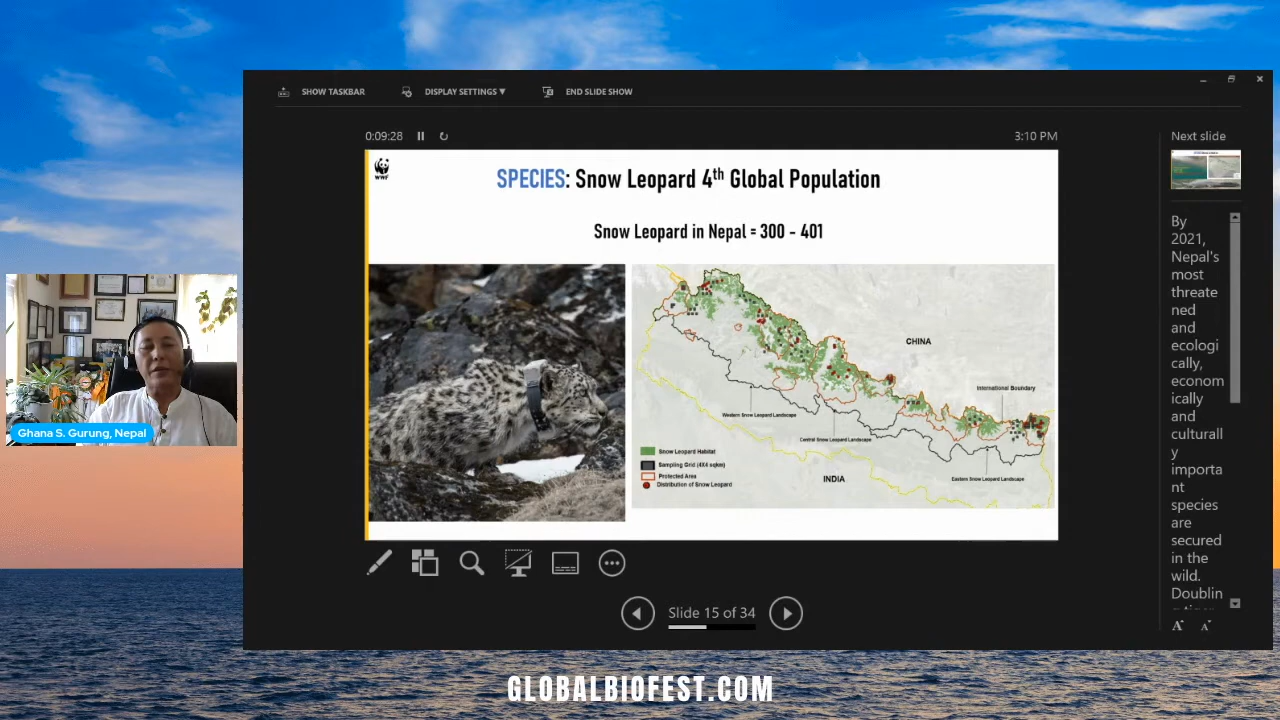 SHOW TASKBAR
DISPLAY SETTINGS ▾
END SLIDE SHOW
0:09:28
3:10 PM
Next slide
WWF
SPECIES: Snow Leopard 4th Global Population
Snow Leopard in Nepal = 300 - 401
CHINA
International Boundary
Western Snow Leopard Landscape
Central Snow Leopard Landscape
Eastern Snow Leopard Landscape
INDIA
Snow Leopard Habitat
Sampling Grid (4X4 sqkm)
Protected Area
Distribution of Snow Leopard
By
2021,
Nepal's
most
threate
ned
and
ecologi
cally,
econom
ically
and
culturall
y
importa
nt
species
are
secured
in the
wild.
Doublin
Ghana S. Gurung, Nepal
Slide 15 of 34
A
A
GLOBALBIOFEST.COM